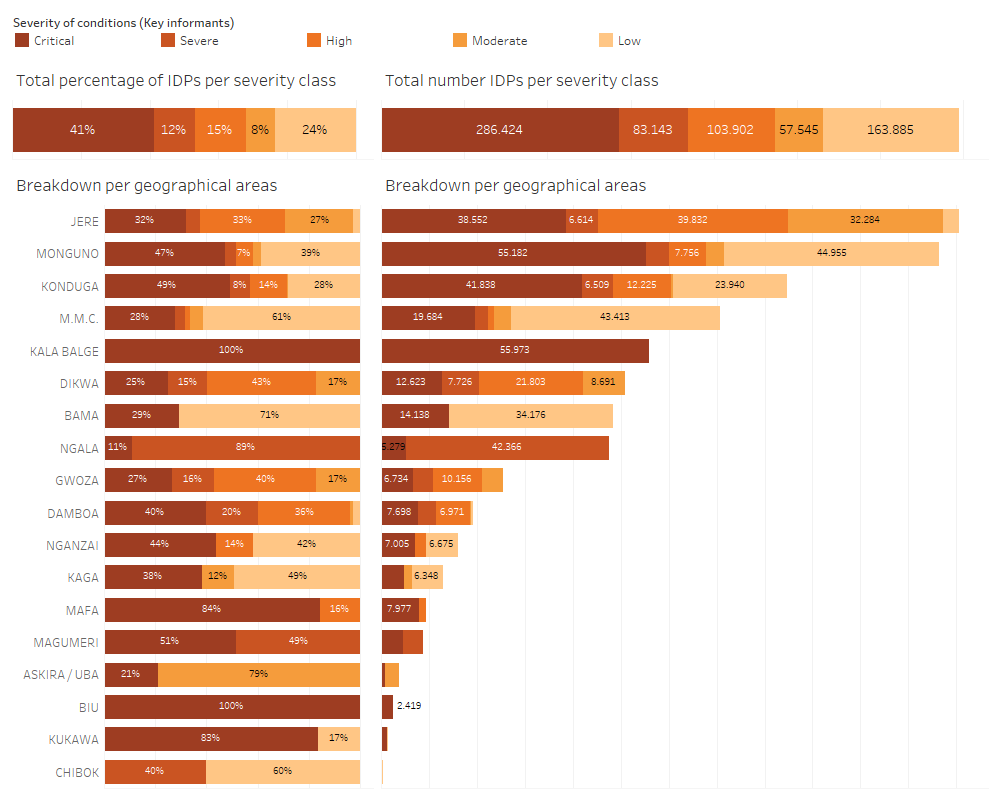 Severity of conditions (Key informants)
Critical Severe High Moderate Low
Total percentage of IDPs per severity class Total number IDPs per severity class
41% 12% 15% 8% 24% 286.424 83.143 103.902 57.545 163.885
Breakdown per geographical areas Breakdown per geographical areas
JERE 32% 33% 27% 38.552 6.614 39.832 32.284
MONGUNO 47% 7% 39% 55.182 7.756 44.955
KONDUGA 49% 8% 14% 28% 41.838 6.509 12.225 23.940
M.M.C. 28% 61% 19.684 43.413
KALA BALGE 100% 55.973
DIKWA 25% 15% 43% 17% 12.623 7.726 21.803 8.691
BAMA 29% 71% 14.138 34.176
NGALA 11% 89% 5.279 42.366
GWOZA 27% 16% 40% 17% 6.734 10.156
DAMBOA 40% 20% 36% 7.698 6.971
NGANZAI 44% 14% 42% 7.005 6.675
KAGA 38% 12% 49% 6.348
MAFA 84% 16% 7.977
MAGUMERI 51% 49%
ASKIRA / UBA 21% 79%
BIU 100% 2.419
KUKAWA 83% 17%
CHIBOK 40% 60%